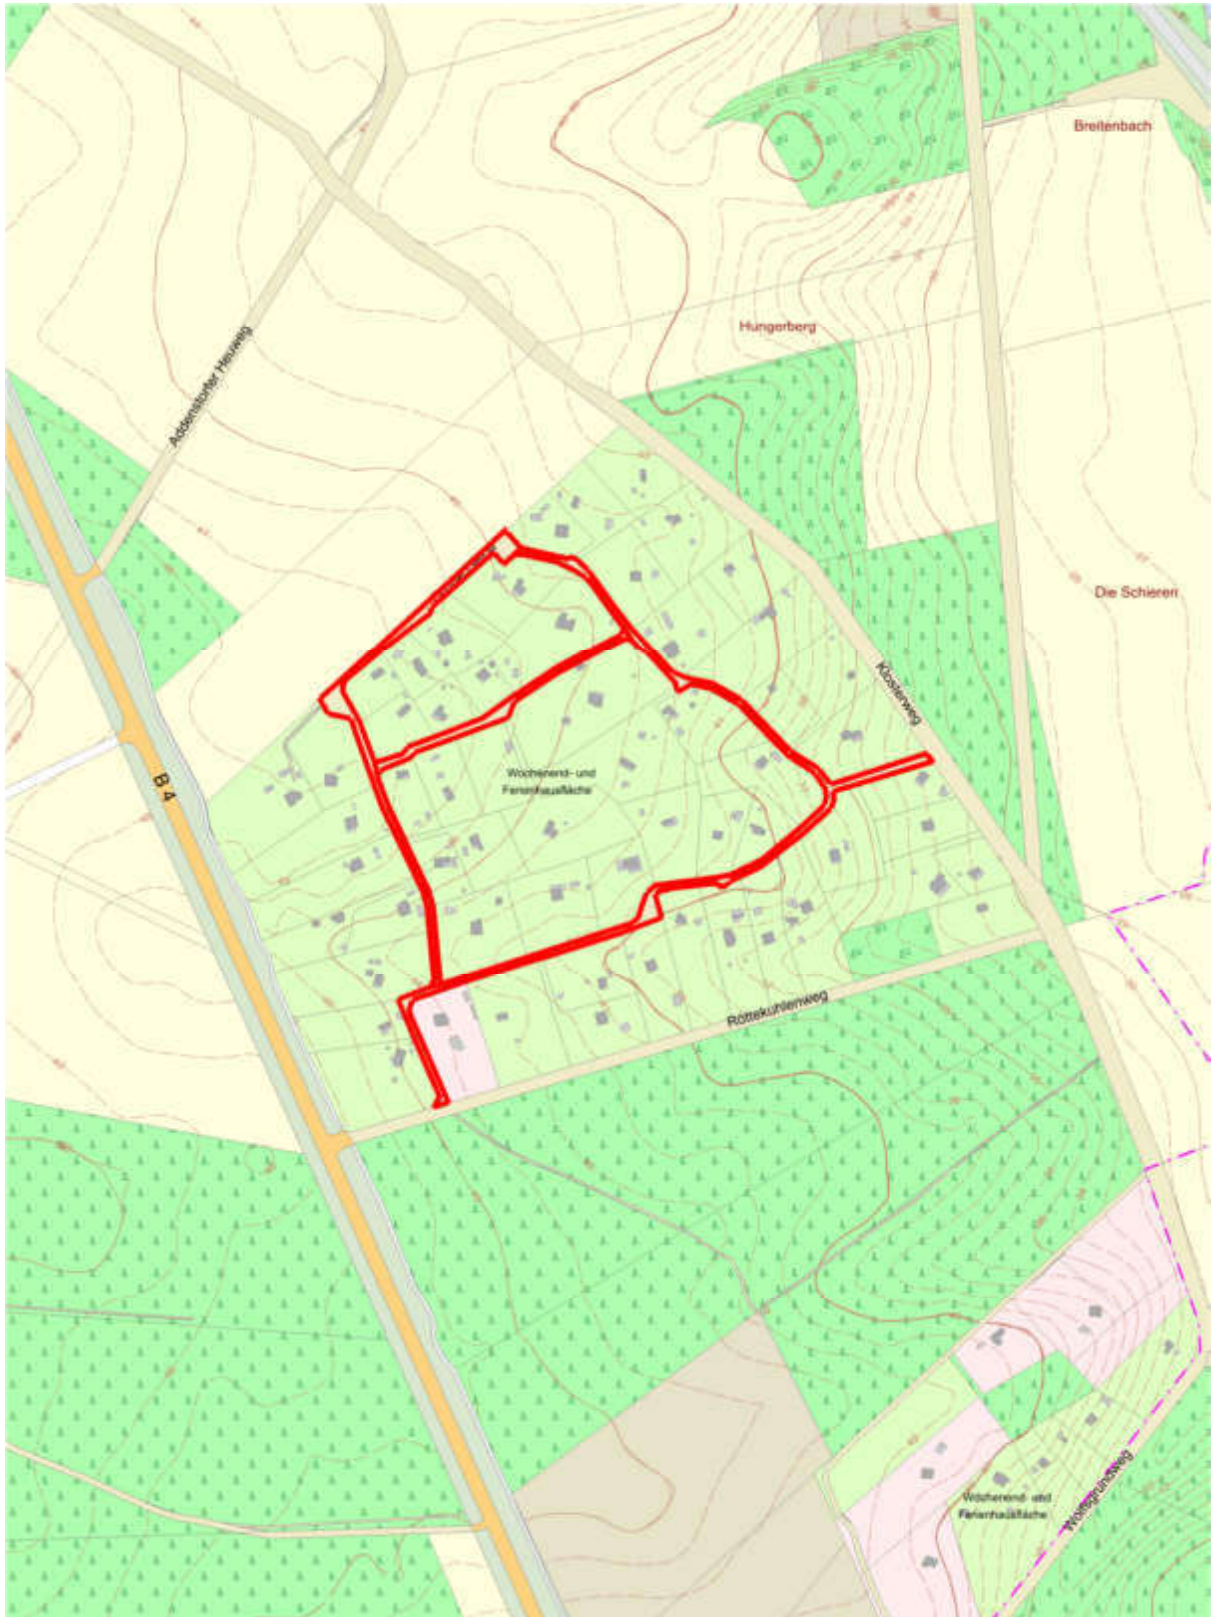 Breitenbach
Hungerberg
Addenstorfer Heuweg
Die Schieren
Klosterweg
B 4
Wochenend- und
Ferienhausfläche
Röttekuhlenweg
Wochenend- und
Ferienhausfläche
Wolfsgrundweg